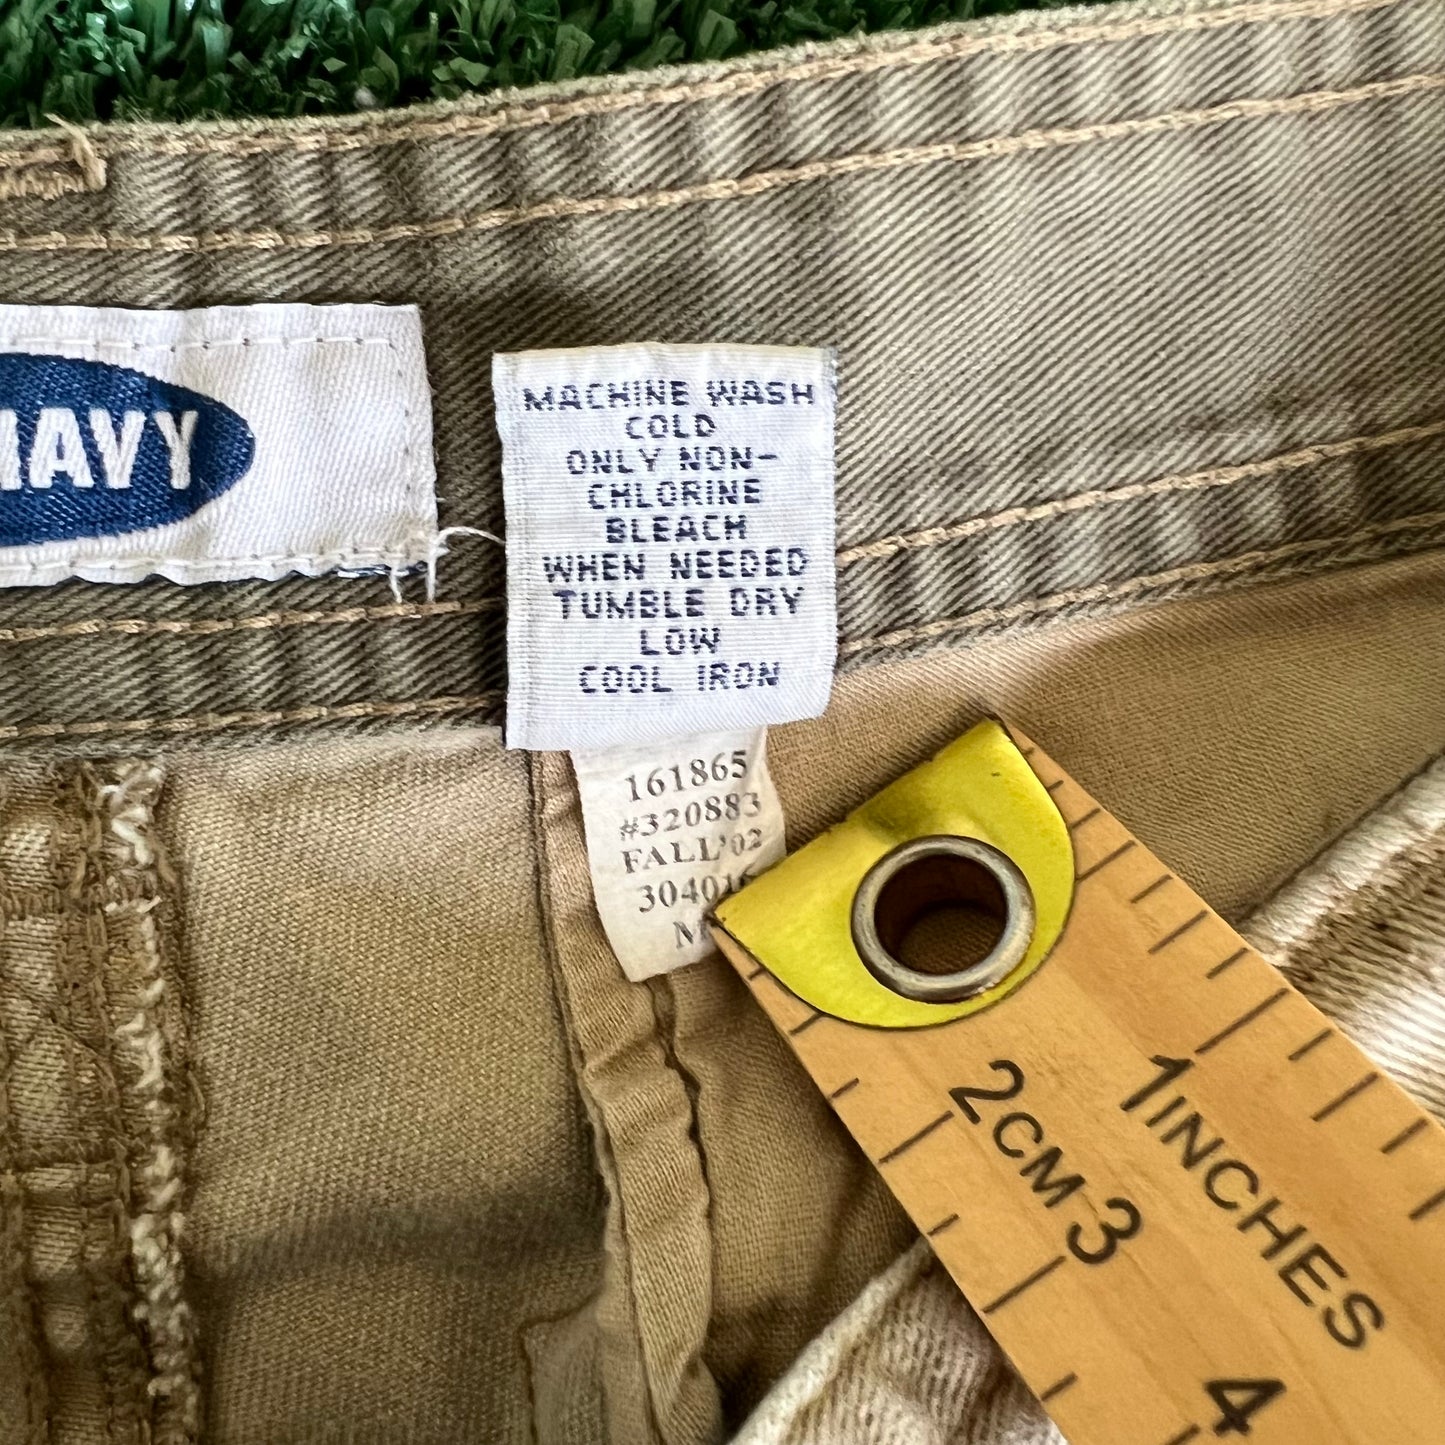 NAVY
MACHINE WASH
COLD
ONLY NON-
CHLORINE
BLEACH
WHEN NEEDED
TUMBLE DRY
LOW
COOL IRON
161865
#320883
FALL'02
304016
2 CM 3
4
1 INCHES